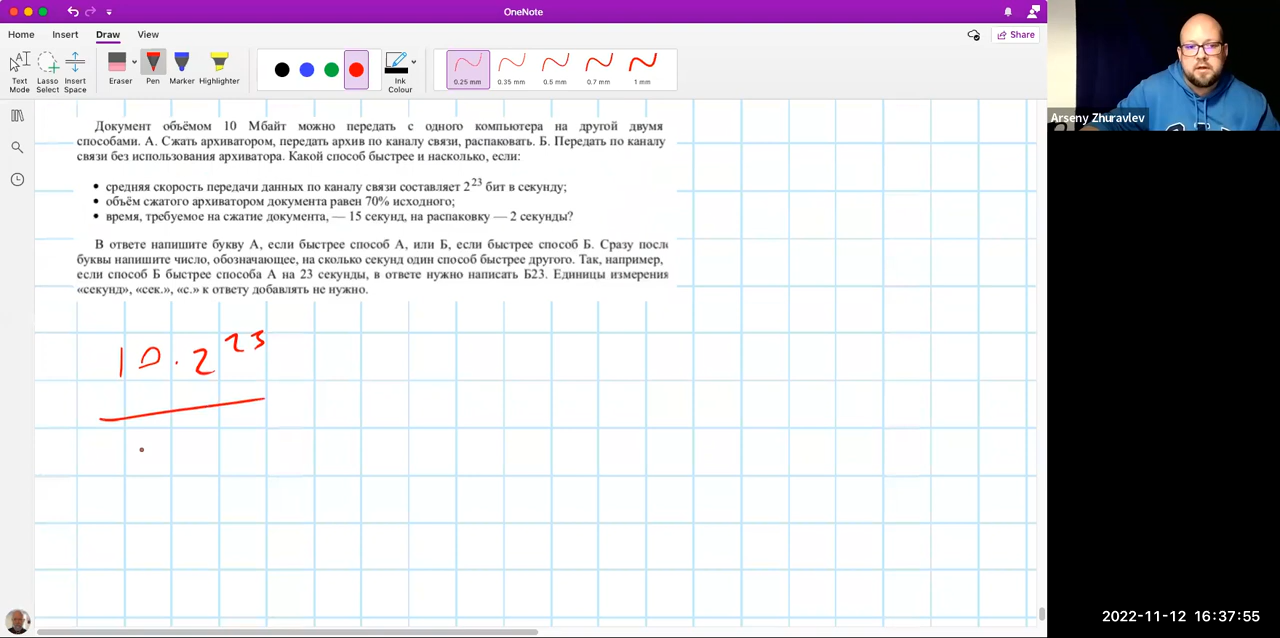 OneNote
Home Insert Draw View
Share
Text Mode
Lasso Select
Insert Space
Eraser
Pen
Marker
Highlighter
Ink Colour
0.25 mm
0.35 mm
0.5 mm
0.7 mm
1 mm
Arseny Zhuravlev
Документ объёмом 10 Мбайт можно передать с одного компьютера на другой двумя
способами. А. Сжать архиватором, передать архив по каналу связи, распаковать. Б. Передать по каналу
связи без использования архиватора. Какой способ быстрее и насколько, если:
• средняя скорость передачи данных по каналу связи составляет 2^23 бит в секунду;
• объём сжатого архиватором документа равен 70% исходного;
• время, требуемое на сжатие документа, — 15 секунд, на распаковку — 2 секунды?
В ответе напишите букву А, если быстрее способ А, или Б, если быстрее способ Б. Сразу после
буквы напишите число, обозначающее, на сколько секунд один способ быстрее другого. Так, например,
если способ Б быстрее способа А на 23 секунды, в ответе нужно написать Б23. Единицы измерения
«секунд», «сек.», «с.» к ответу добавлять не нужно.
10 · 2^23
2022-11-12 16:37:55